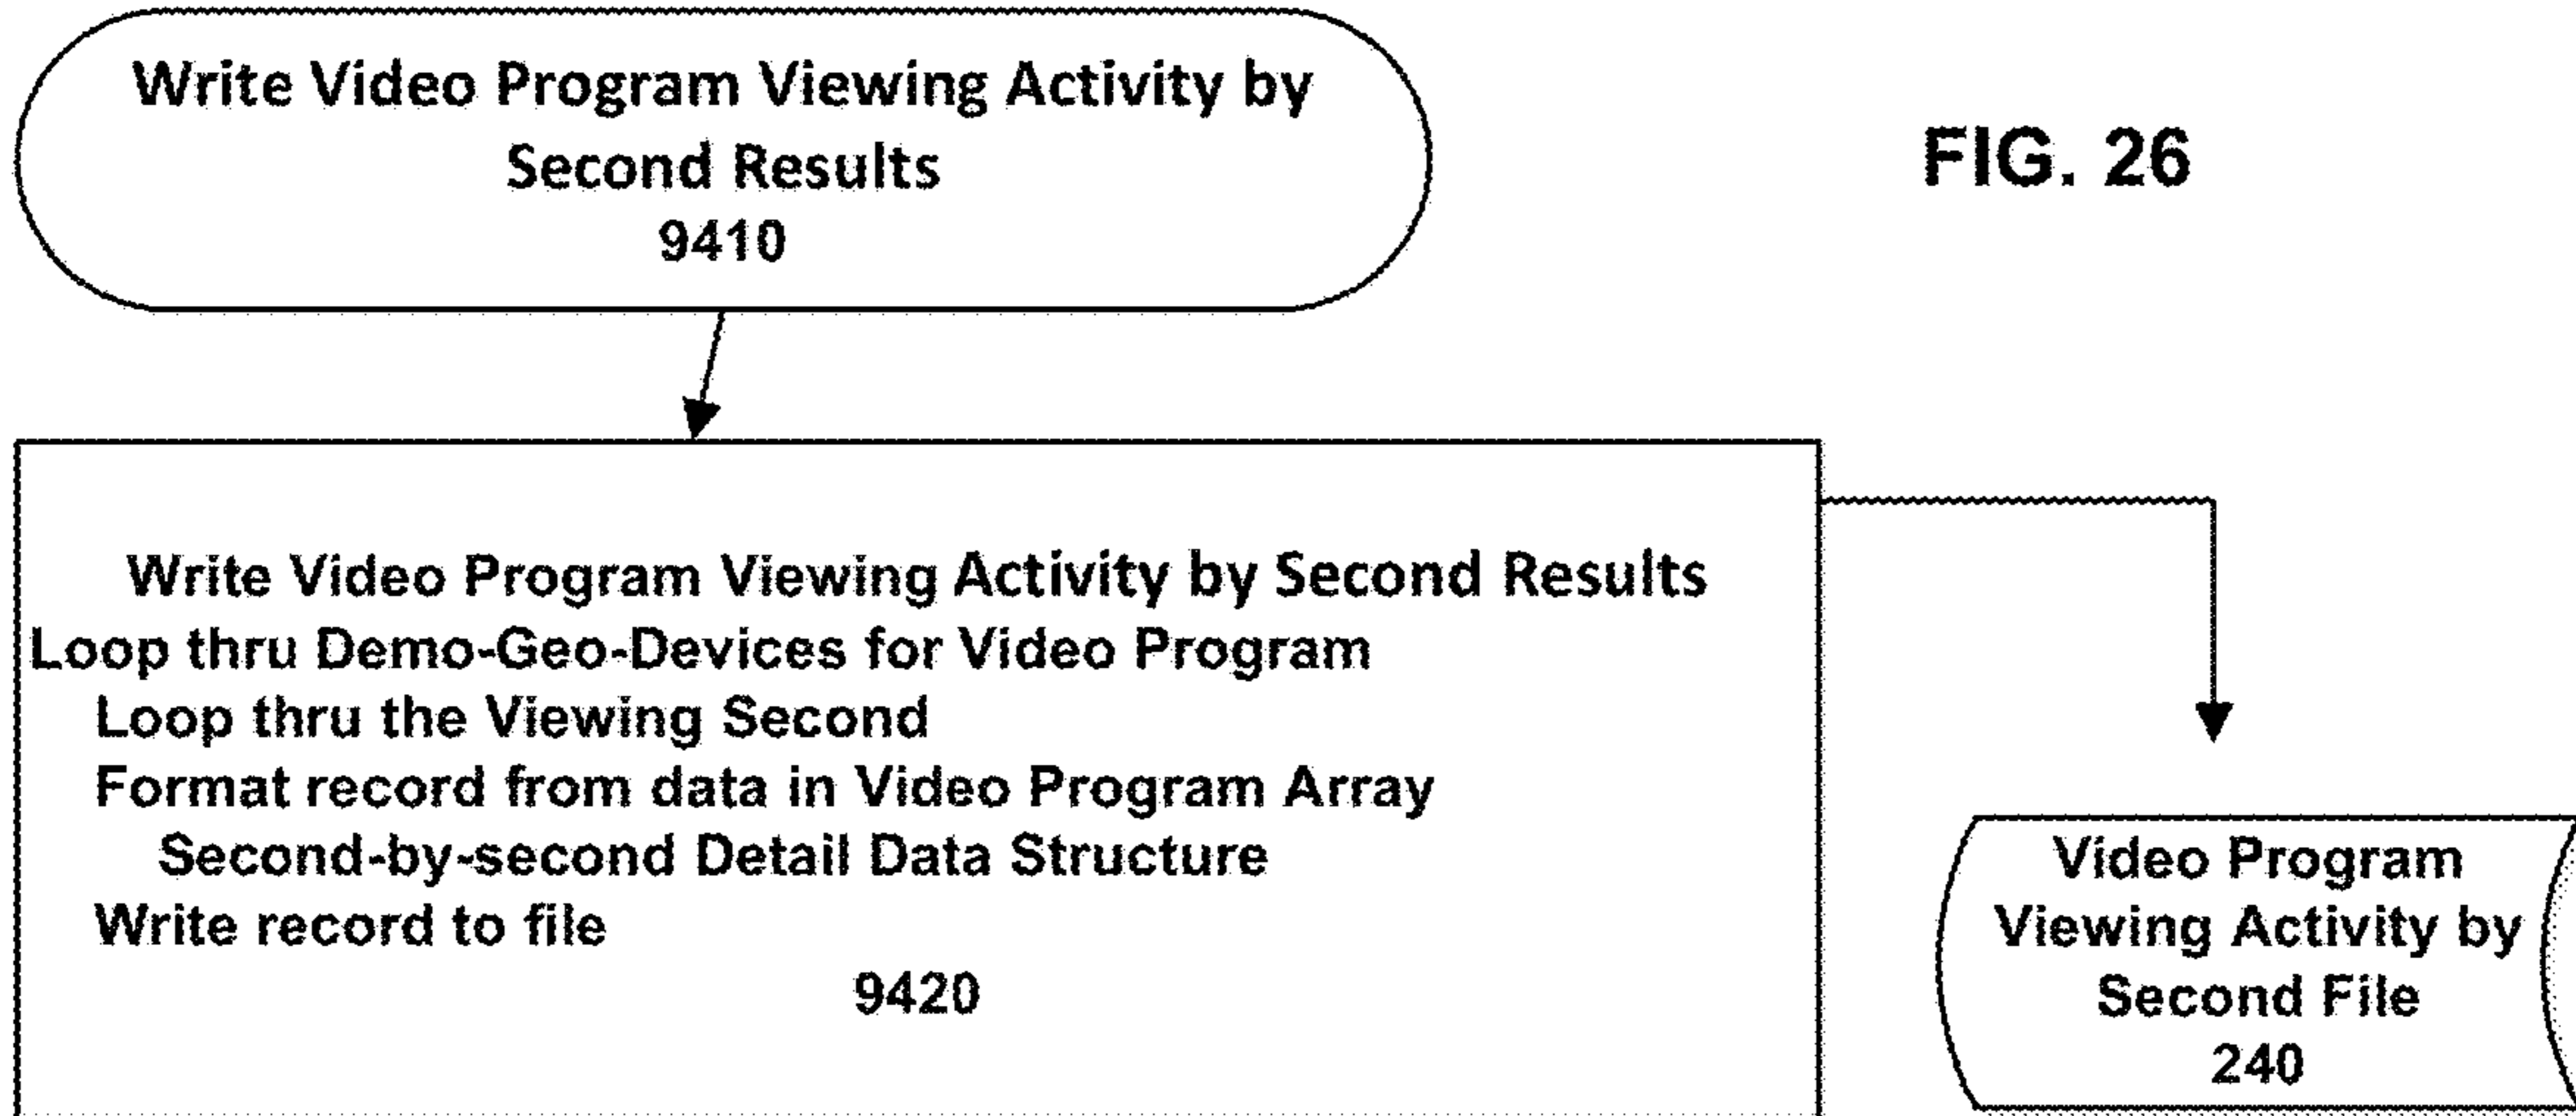 Write Video Program Viewing Activity by
Second Results
9410
FIG. 26
Write Video Program Viewing Activity by Second Results
Loop thru Demo-Geo-Devices for Video Program
Loop thru the Viewing Second
Format record from data in Video Program Array
Second-by-second Detail Data Structure
Write record to file
9420
Video Program
Viewing Activity by
Second File
240